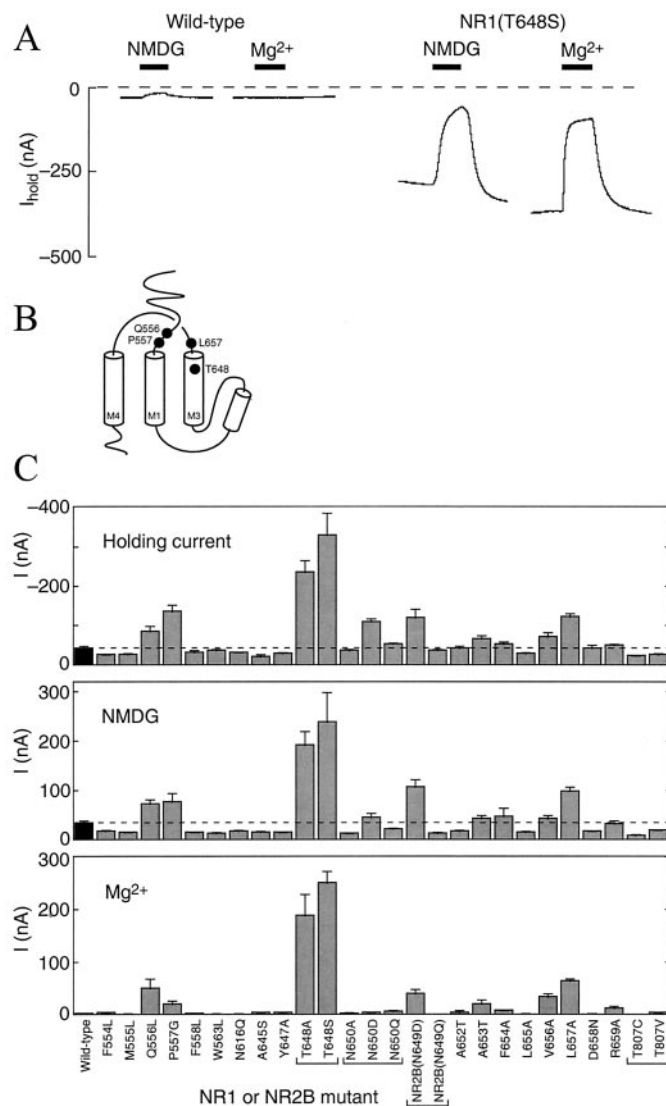 A
Wild-type
NR1(T648S)
NMDG
Mg2+
NMDG
Mg2+
0
−250
−500
Ihold (nA)
B
Q556
P557
L657
T648
M4
M1
M3
C
−400
−200
0
I (nA)
Holding current
300
200
100
0
I (nA)
NMDG
300
200
100
0
I (nA)
Mg2+
Wild-type
F554L
M555L
Q556L
P557G
F558L
W563L
N616Q
A645S
Y647A
T648A
T648S
N650A
N650D
N650Q
NR2B(N649D)
NR2B(N649Q)
A652T
A653T
F654A
L655A
V656A
L657A
D658N
R659A
T807C
T807V
NR1 or NR2B mutant